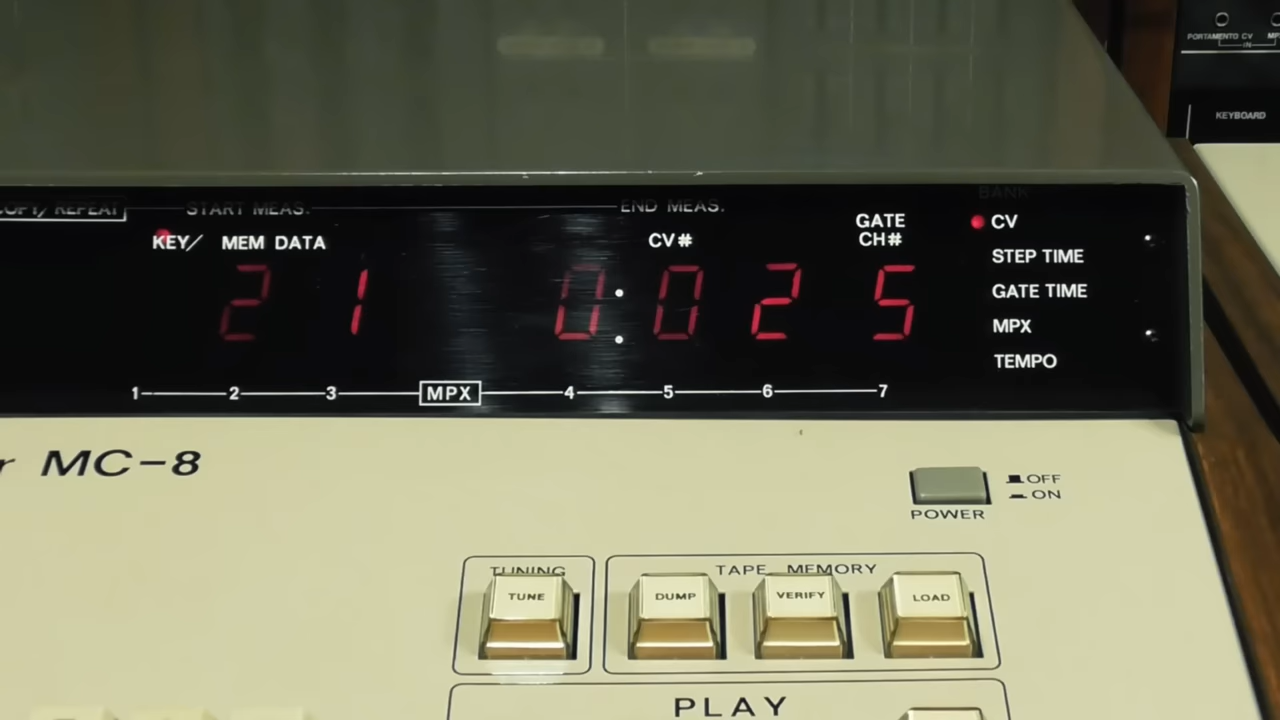 PORTAMENTO CV
IN
KEYBOARD
COPY/ REPEAT
START MEAS.
END MEAS.
BANK
KEY/ MEM DATA
CV#
GATE
CH#
CV
STEP TIME
GATE TIME
MPX
TEMPO
21 0:025
1 2 3 MPX 4 5 6 7
MC-8
OFF
ON
POWER
TUNING
TAPE MEMORY
TUNE
DUMP
VERIFY
LOAD
PLAY